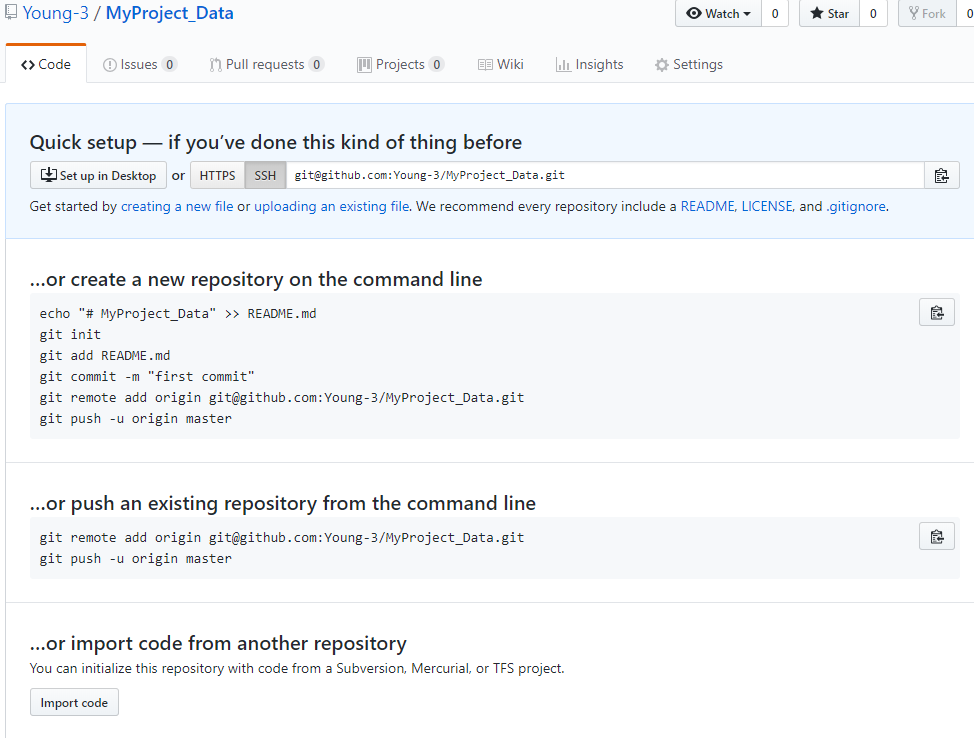 Young-3 / MyProject_Data
Watch 0 Star 0 Fork 0
Code Issues 0 Pull requests 0 Projects 0 Wiki Insights Settings
Quick setup — if you’ve done this kind of thing before
Set up in Desktop or HTTPS SSH git@github.com:Young-3/MyProject_Data.git
Get started by creating a new file or uploading an existing file. We recommend every repository include a README, LICENSE, and .gitignore.
…or create a new repository on the command line
echo "# MyProject_Data" >> README.md
git init
git add README.md
git commit -m "first commit"
git remote add origin git@github.com:Young-3/MyProject_Data.git
git push -u origin master
…or push an existing repository from the command line
git remote add origin git@github.com:Young-3/MyProject_Data.git
git push -u origin master
…or import code from another repository
You can initialize this repository with code from a Subversion, Mercurial, or TFS project.
Import code